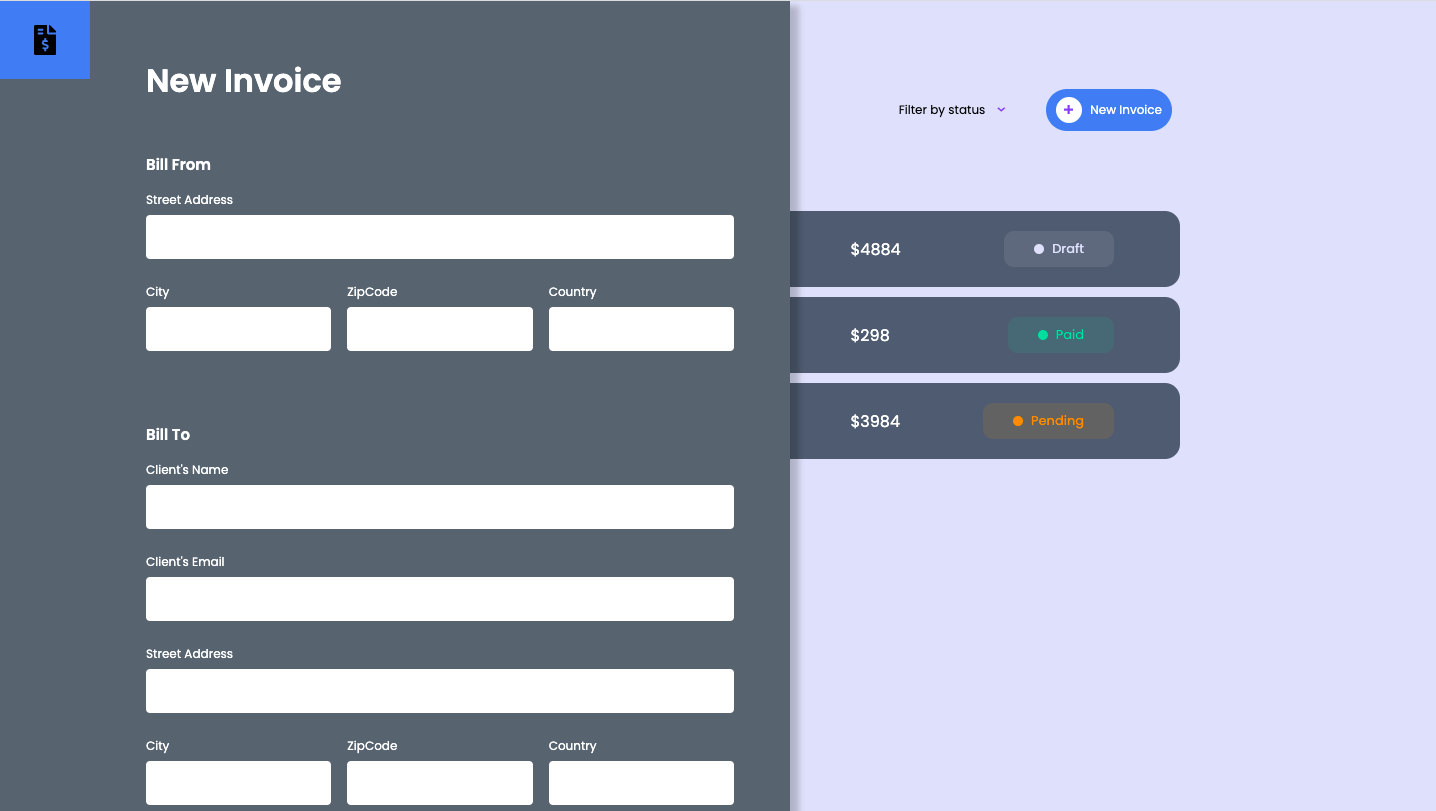 New Invoice
Bill From
Street Address
City ZipCode Country
Bill To
Client's Name
Client's Email
Street Address
City ZipCode Country
Filter by status
+ New Invoice
$4884 Draft
$298 Paid
$3984 Pending